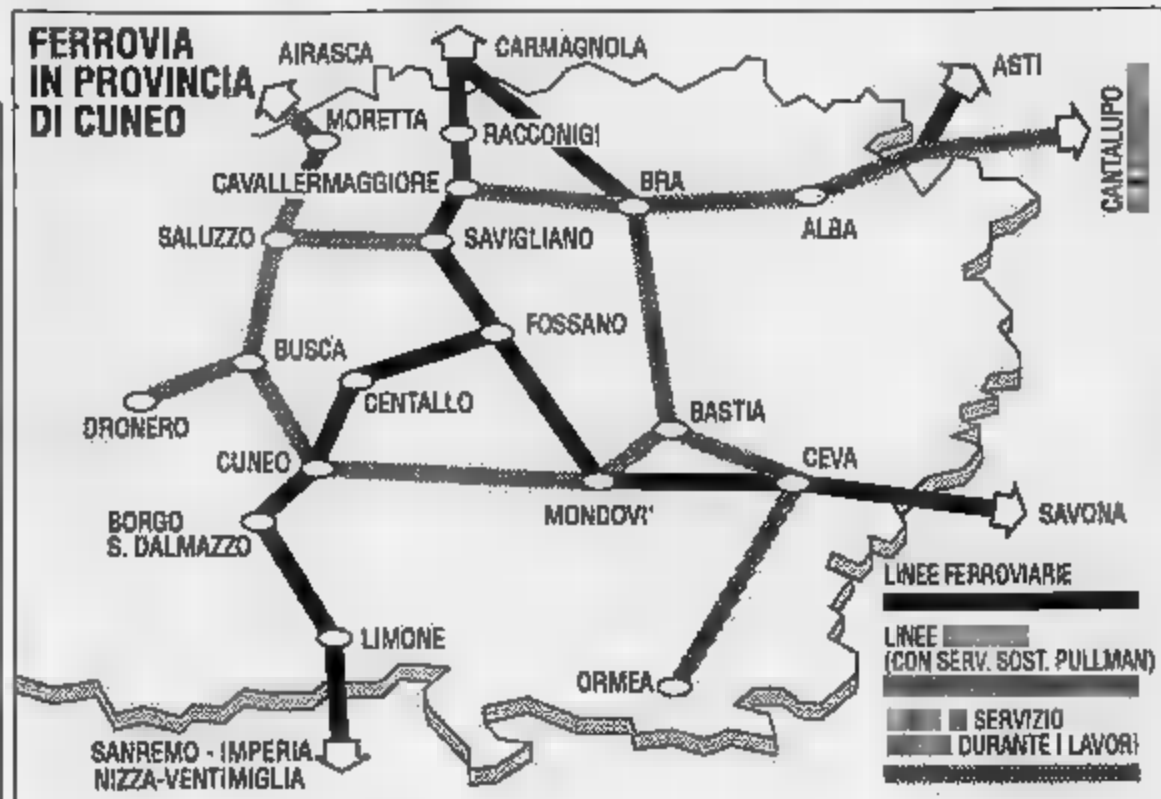 FERROVIA
IN PROVINCIA
DI CUNEO
AIRASCA
CARMAGNOLA
ASTI
MORETTA
RACCONIGI
CANTALUPO
CAVALLERMAGGIORE
BRA
ALBA
SALUZZO
SAVIGLIANO
FOSSANO
BUSCA
CENTALLO
DRONERO
BASTIA
CUNEO
CEVA
MONDOVI'
SAVONA
BORGO
S. DALMAZZO
LIMONE
ORMEA
SANREMO - IMPERIA
NIZZA-VENTIMIGLIA
LINEE FERROVIARIE
LINEE
(CON SERV. SOST. PULLMAN)
SERVIZIO
DURANTE I LAVORI